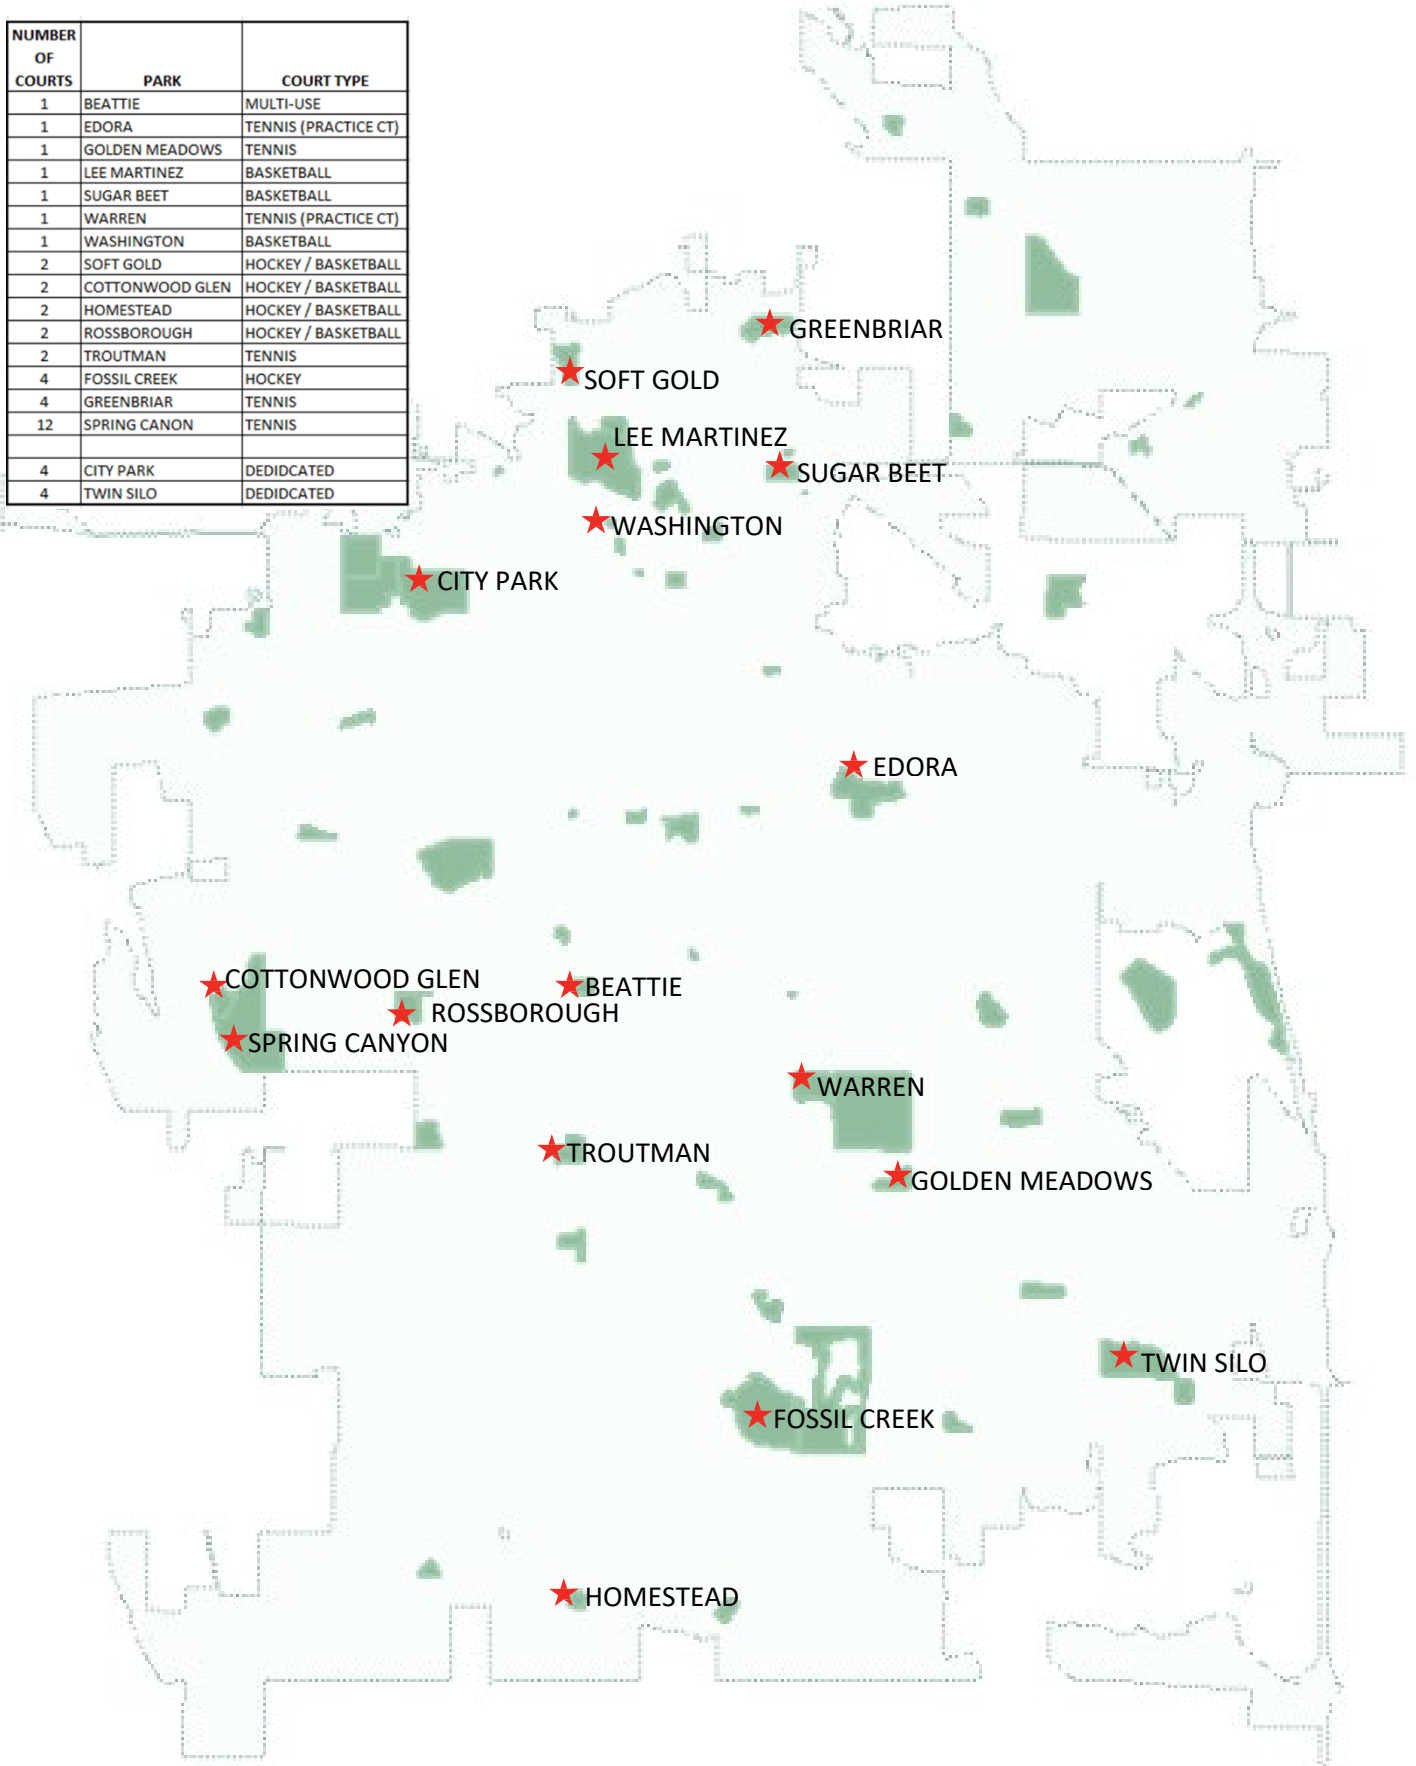 NUMBER OF COURTS PARK COURT TYPE
1 BEATTIE MULTI-USE
1 EDORA TENNIS (PRACTICE CT)
1 GOLDEN MEADOWS TENNIS
1 LEE MARTINEZ BASKETBALL
1 SUGAR BEET BASKETBALL
1 WARREN TENNIS (PRACTICE CT)
1 WASHINGTON BASKETBALL
2 SOFT GOLD HOCKEY / BASKETBALL
2 COTTONWOOD GLEN HOCKEY / BASKETBALL
2 HOMESTEAD HOCKEY / BASKETBALL
2 ROSSBOROUGH HOCKEY / BASKETBALL
2 TROUTMAN TENNIS
4 FOSSIL CREEK HOCKEY
4 GREENBRIAR TENNIS
12 SPRING CANON TENNIS
4 CITY PARK DEDIDCATED
4 TWIN SILO DEDIDCATED
GREENBRIAR
SOFT GOLD
LEE MARTINEZ
SUGAR BEET
WASHINGTON
CITY PARK
EDORA
COTTONWOOD GLEN
BEATTIE
ROSSBOROUGH
SPRING CANYON
WARREN
TROUTMAN
GOLDEN MEADOWS
TWIN SILO
FOSSIL CREEK
HOMESTEAD